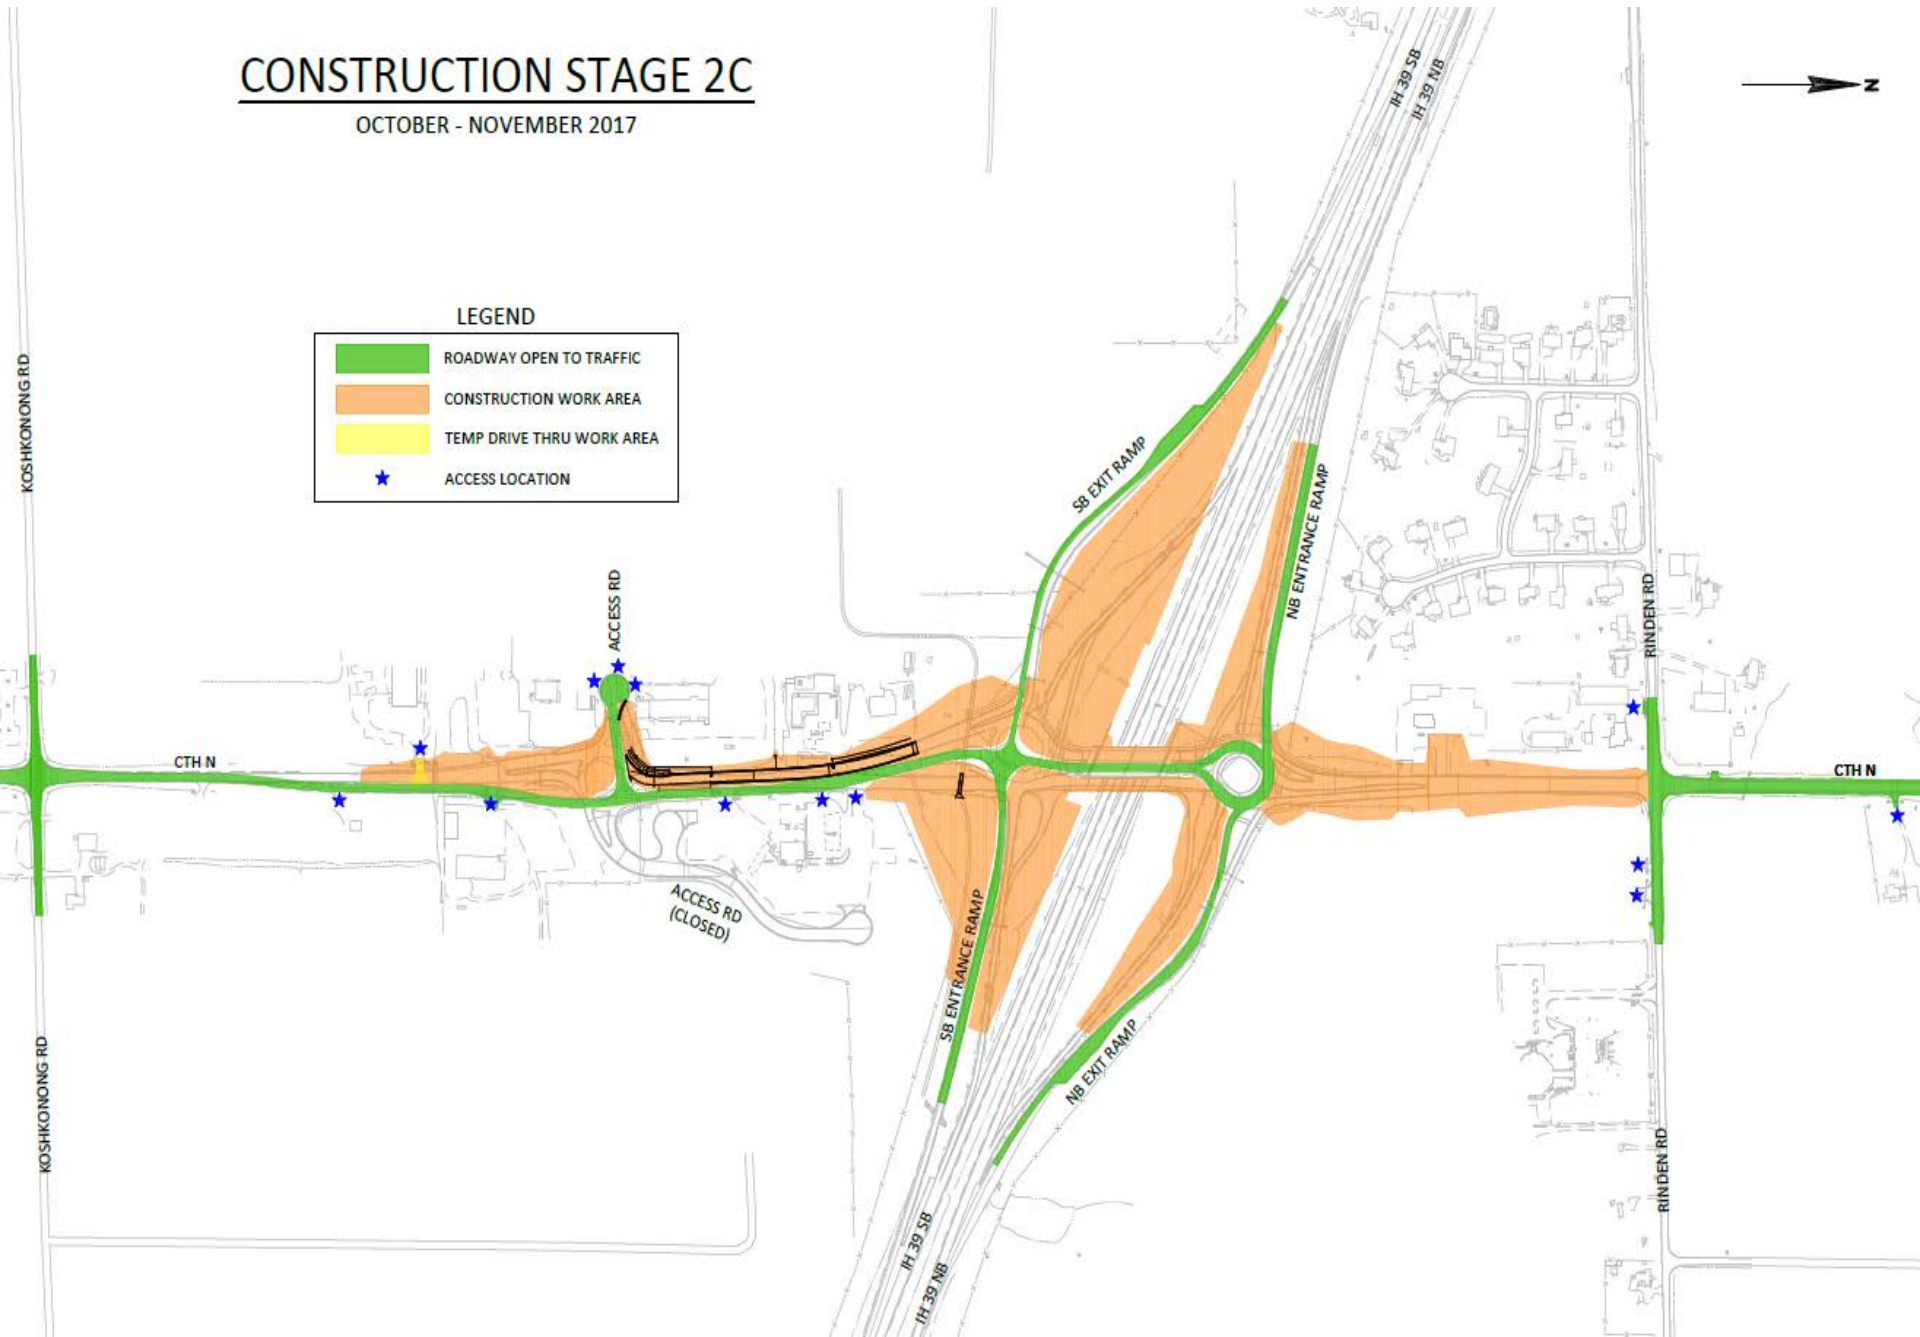 CONSTRUCTION STAGE 2C
OCTOBER - NOVEMBER 2017
N
IH 39 SB
IH 39 NB
LEGEND
ROADWAY OPEN TO TRAFFIC
CONSTRUCTION WORK AREA
TEMP DRIVE THRU WORK AREA
ACCESS LOCATION
KOSHKONONG RD
SB EXIT RAMP
NB ENTRANCE RAMP
ACCESS RD
RINDEN RD
CTH N
CTH N
ACCESS RD
(CLOSED)
SB ENTRANCE RAMP
NB EXIT RAMP
KOSHKONONG RD
RINDEN RD
IH 39 SB
IH 39 NB